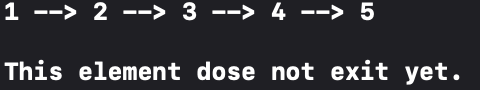 1 --> 2 --> 3 --> 4 --> 5
This element dose not exit yet.